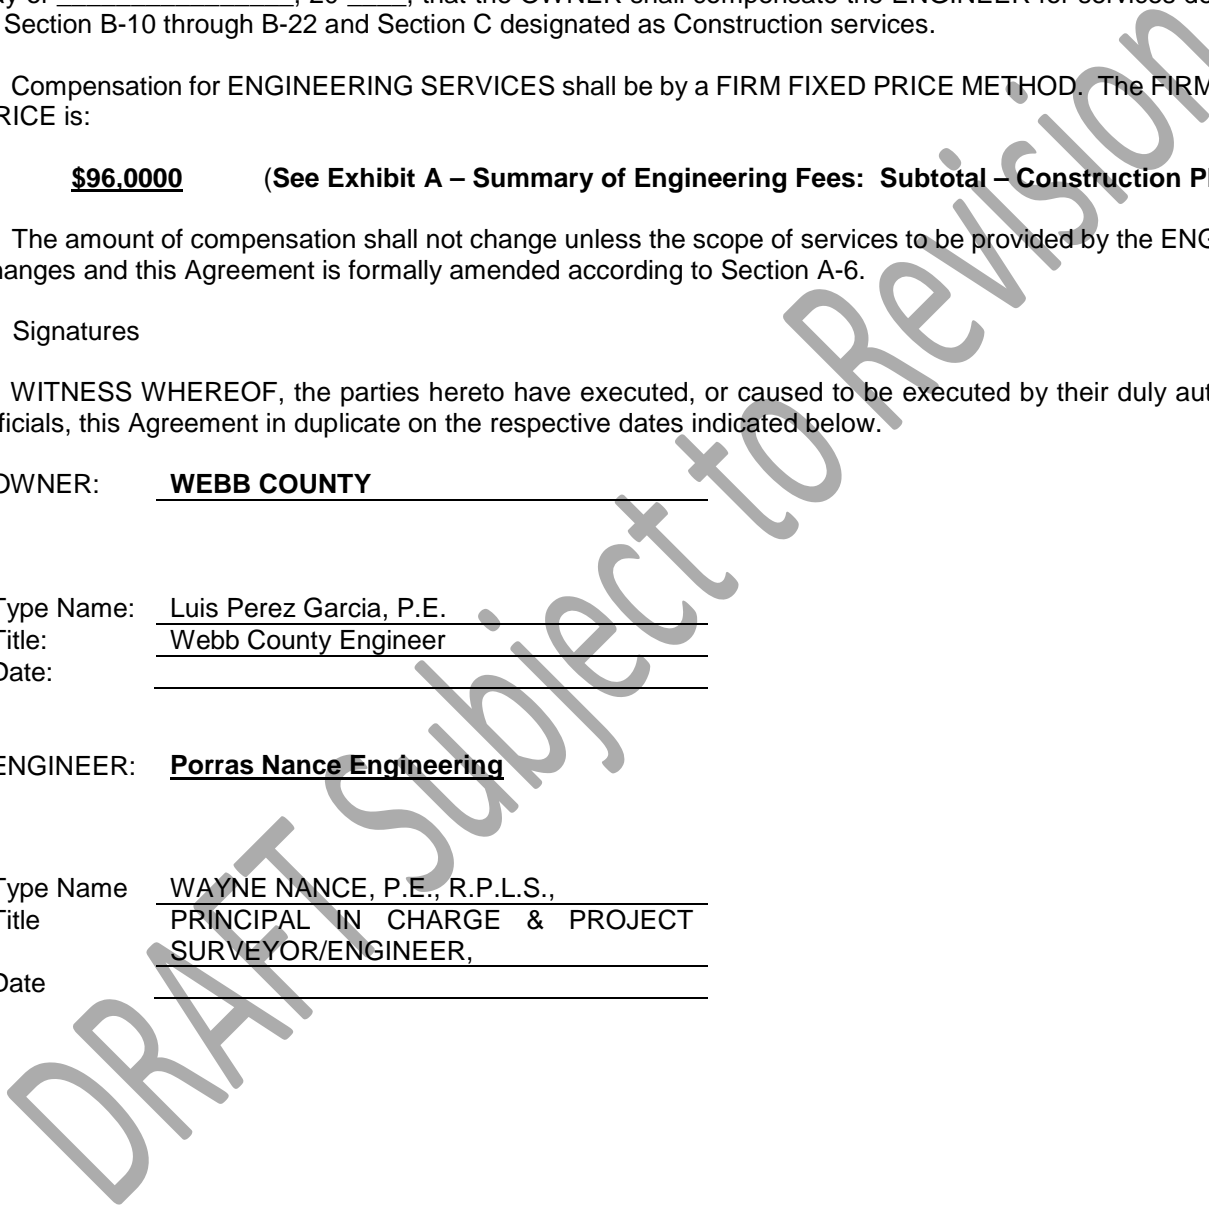 ay of ________________, 20 ____, that the OWNER shall compensate the ENGINEER for services de
Section B-10 through B-22 and Section C designated as Construction services.
Compensation for ENGINEERING SERVICES shall be by a FIRM FIXED PRICE METHOD. The FIRM
RICE is:
$96,0000 (See Exhibit A – Summary of Engineering Fees: Subtotal – Construction Pl
The amount of compensation shall not change unless the scope of services to be provided by the ENG
anges and this Agreement is formally amended according to Section A-6.
Signatures
WITNESS WHEREOF, the parties hereto have executed, or caused to be executed by their duly aut
ficials, this Agreement in duplicate on the respective dates indicated below.
OWNER: WEBB COUNTY
Type Name: Luis Perez Garcia, P.E.
Title: Webb County Engineer
Date:
ENGINEER: Porras Nance Engineering
Type Name WAYNE NANCE, P.E., R.P.L.S.,
Title PRINCIPAL IN CHARGE & PROJECT
SURVEYOR/ENGINEER,
Date
DRAFT Subject to Revision